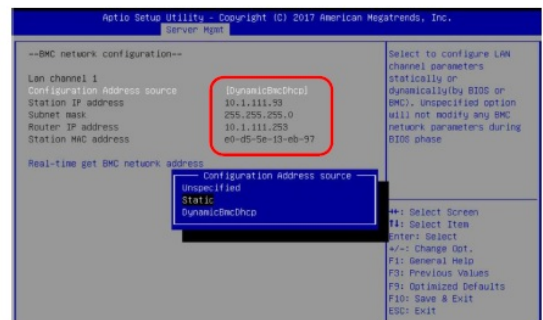 Aptio Setup Utility - Copyright (C) 2017 American Megatrends, Inc.
Server Mgmt
--BMC network configuration--
Lan channel 1
Configuration Address source [DynamicBmcDhcp]
Station IP address 10.1.111.93
Subnet mask 255.255.255.0
Router IP address 10.1.111.253
Station MAC address e0-d5-5e-13-eb-97
Real-time get BMC network address
Configuration Address source
Unspecified
Static
DynamicBmcDhcp
Select to configure LAN
channel parameters
statically or
dynamically(by BIOS or
BMC). Unspecified option
will not modify any BMC
network parameters during
BIOS phase
++: Select Screen
↑↓: Select Item
Enter: Select
+/-: Change Opt.
F1: General Help
F3: Previous Values
F9: Optimized Defaults
F10: Save & Exit
ESC: Exit